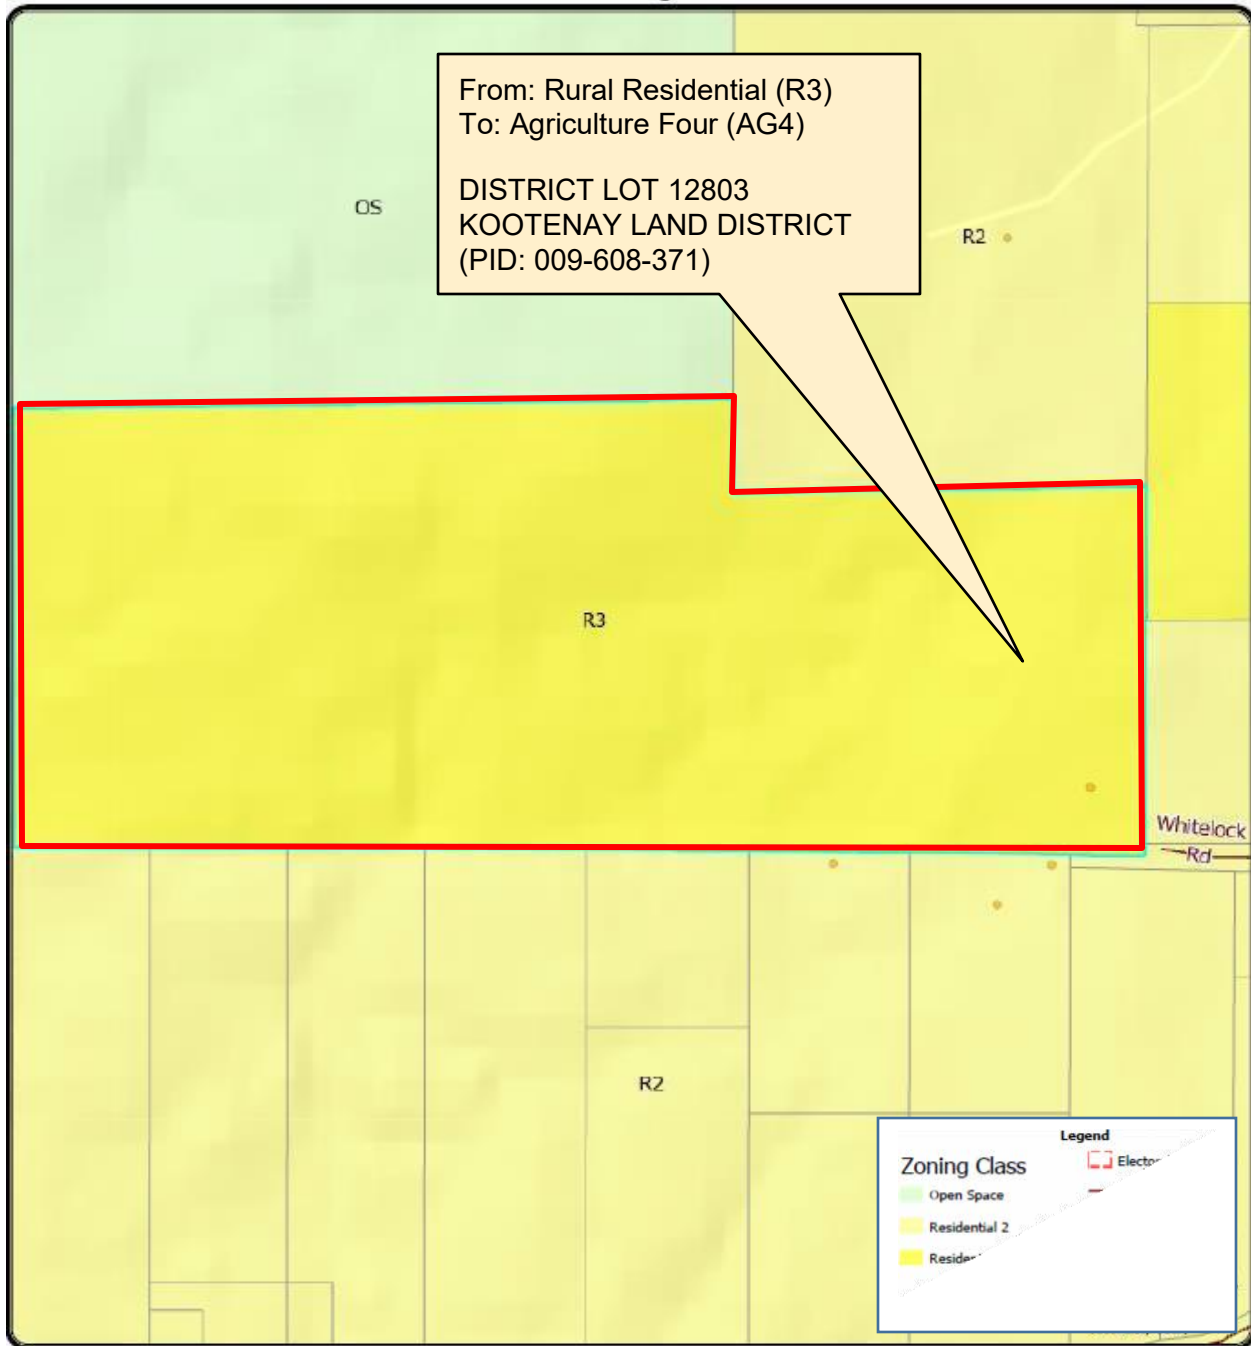 From: Rural Residential (R3)
To: Agriculture Four (AG4)
DISTRICT LOT 12803
KOOTENAY LAND DISTRICT
(PID: 009-608-371)
OS
R2
R3
Whitelock
Rd
R2
Legend
Zoning Class
Open Space
Residential 2